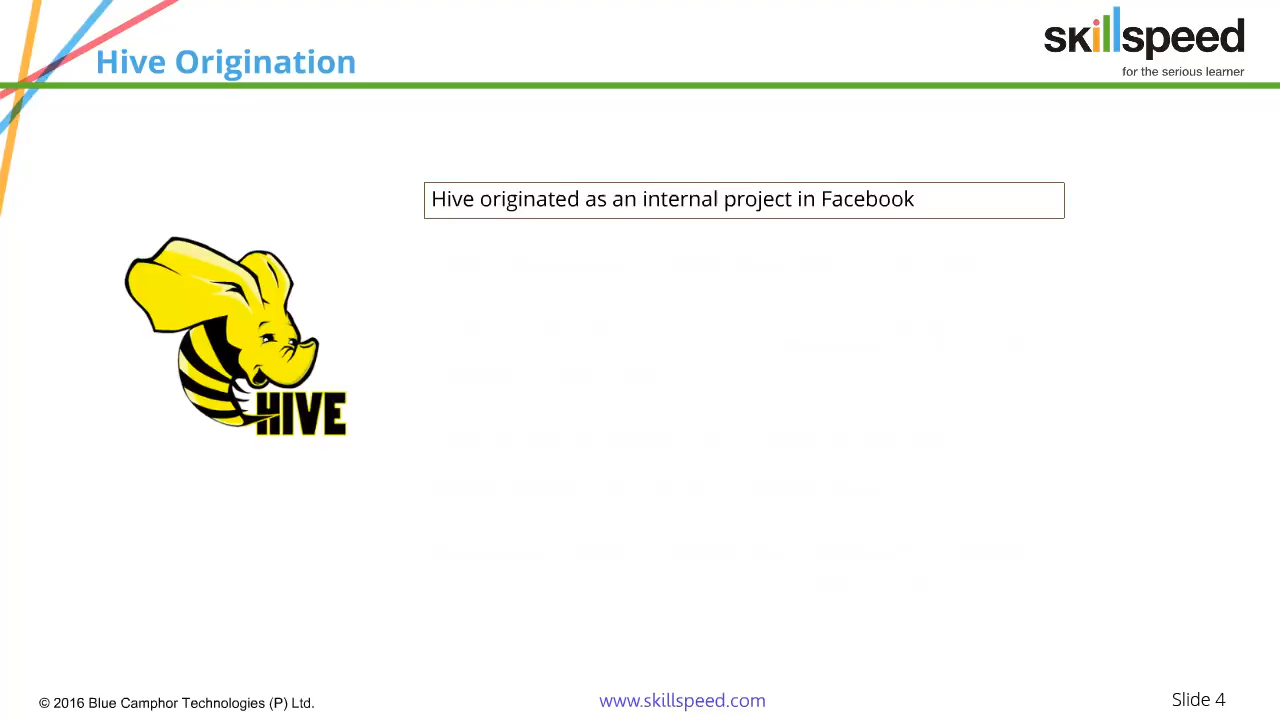 Hive Origination
skillspeed
for the serious learner
Hive originated as an internal project in Facebook
HIVE
© 2016 Blue Camphor Technologies (P) Ltd.
www.skillspeed.com
Slide 4